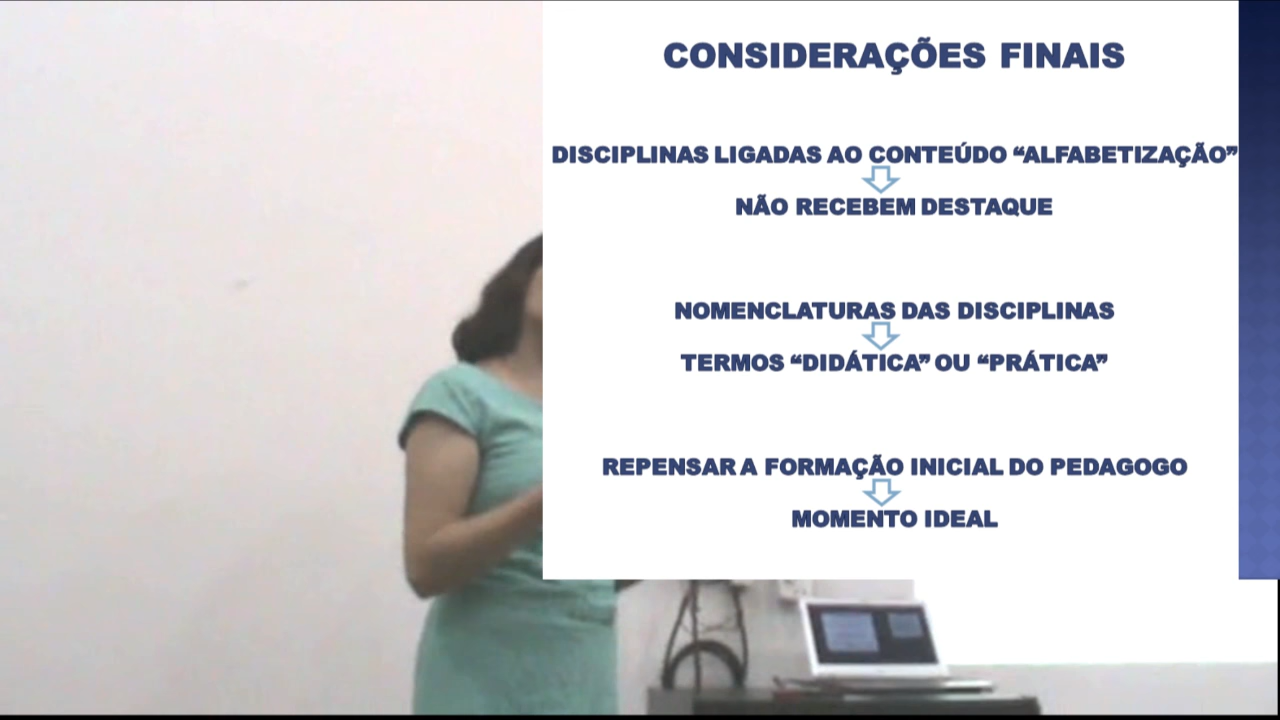 CONSIDERAÇÕES FINAIS
DISCIPLINAS LIGADAS AO CONTEÚDO “ALFABETIZAÇÃO”
NÃO RECEBEM DESTAQUE
NOMENCLATURAS DAS DISCIPLINAS
TERMOS “DIDÁTICA” OU “PRÁTICA”
REPENSAR A FORMAÇÃO INICIAL DO PEDAGOGO
MOMENTO IDEAL